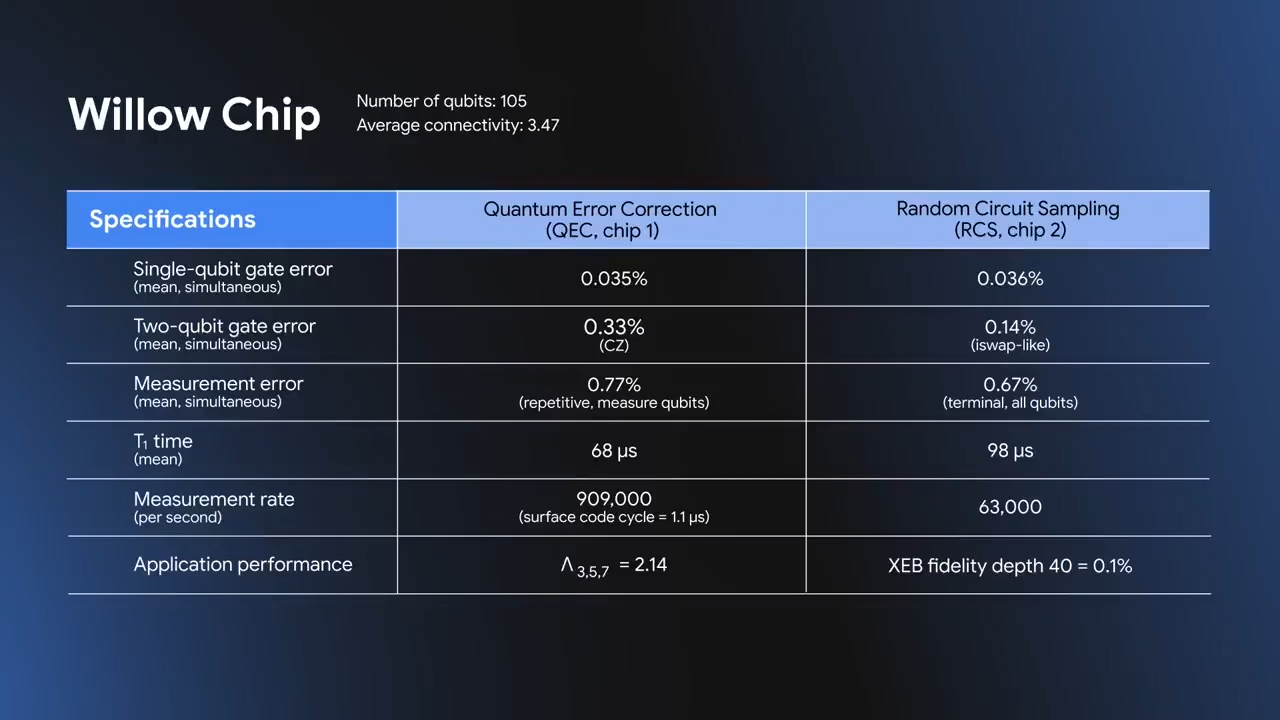 Willow Chip
Number of qubits: 105
Average connectivity: 3.47
Specifications
Quantum Error Correction
(QEC, chip 1)
Random Circuit Sampling
(RCS, chip 2)
Single-qubit gate error
(mean, simultaneous)
0.035%
0.036%
Two-qubit gate error
(mean, simultaneous)
0.33%
(CZ)
0.14%
(iswap-like)
Measurement error
(mean, simultaneous)
0.77%
(repetitive, measure qubits)
0.67%
(terminal, all qubits)
T₁ time
(mean)
68 µs
98 µs
Measurement rate
(per second)
909,000
(surface code cycle = 1.1 µs)
63,000
Application performance
Λ 3,5,7 = 2.14
XEB fidelity depth 40 = 0.1%